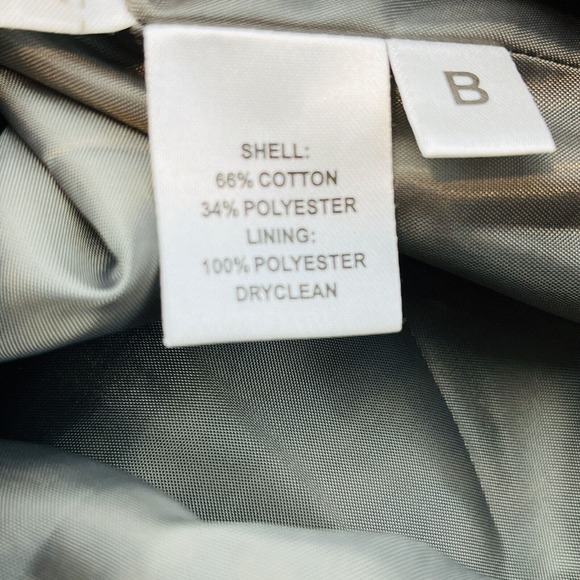 SHELL:
66% COTTON
34% POLYESTER
LINING:
100% POLYESTER
DRYCLEAN
B